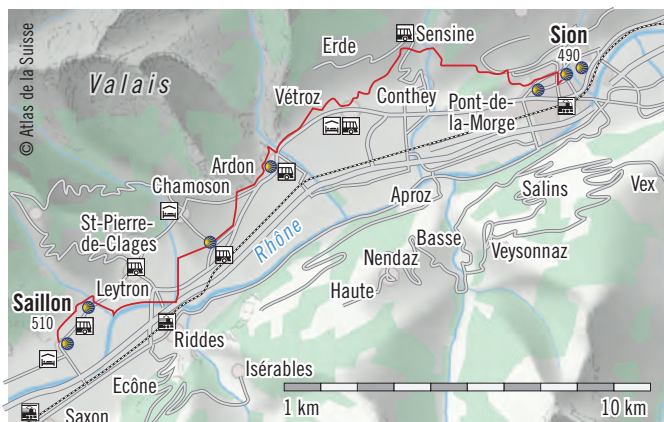 © Atlas de la Suisse
Valais
Erde
Sensine
Sion
490
Vétroz
Conthey
Pont-de-
la-Morge
Ardon
Chamoson
Aproz
Salins
Vex
St-Pierre-
de-Clages
Rhône
Basse
Nendaz
Veysonnaz
Leytron
Haute
Saillon
510
Riddes
Isérables
Ecône
1 km
10 km
Saxon